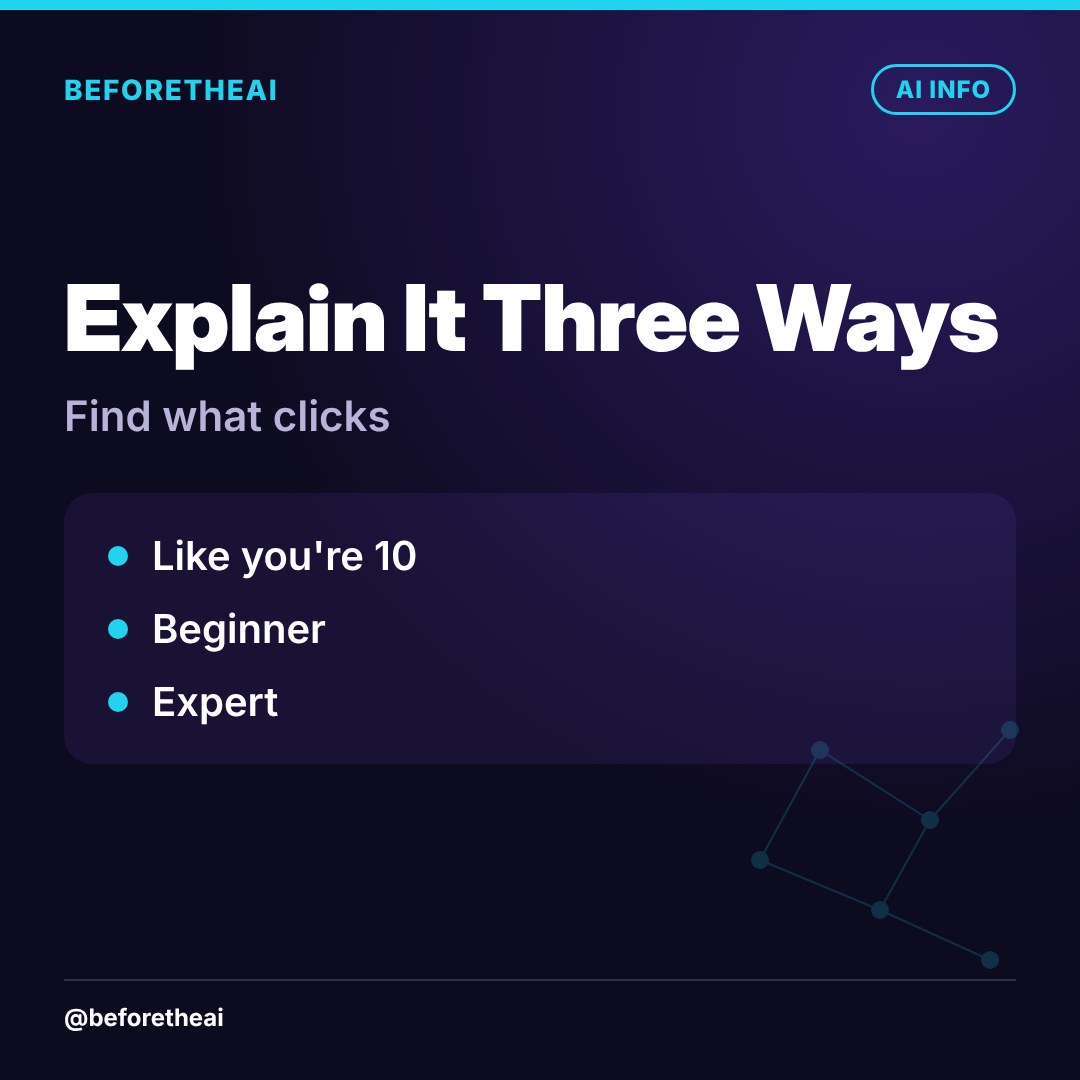 BEFORETHEAI
AI INFO
Explain It Three Ways
Find what clicks
Like you're 10
Beginner
Expert
@beforetheai